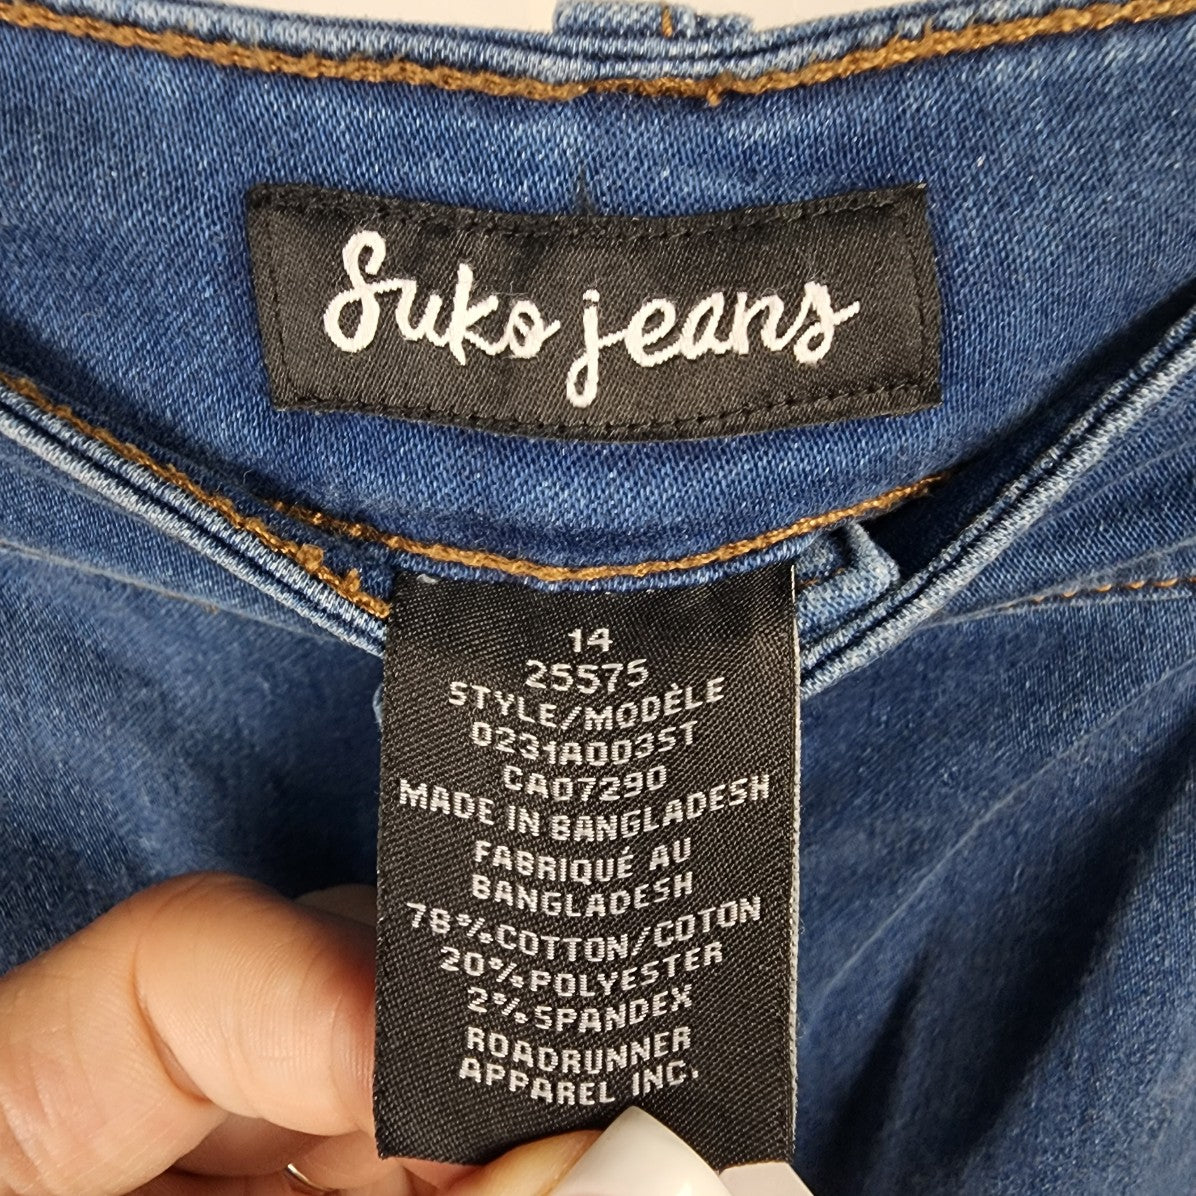 Suko jeans
14
25575
STYLE/MODÈLE
0231A003ST
CA07290
MADE IN BANGLADESH
FABRIQUÉ AU
BANGLADESH
78%COTTON/COTON
20%POLYESTER
2%SPANDEX
ROADRUNNER
APPAREL INC.